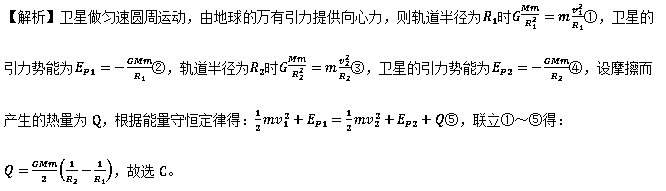 【解析】卫星做匀速圆周运动，由地球的万有引力提供向心力，则轨道半径为$R_1$时$G\frac{Mm}{R_1^2}=m\frac{v_1^2}{R_1}$①，卫星的
引力势能为$E_{P1}=-\frac{GMm}{R_1}$②，轨道半径为$R_2$时$G\frac{Mm}{R_2^2}=m\frac{v_2^2}{R_2}$③，卫星的引力势能为$E_{P2}=-\frac{GMm}{R_2}$④，设摩擦而
产生的热量为 Q，根据能量守恒定律得：$\frac{1}{2}mv_1^2+E_{P1}=\frac{1}{2}mv_2^2+E_{P2}+Q$⑤，联立①～⑤得：
$Q=\frac{GMm}{2}\left(\frac{1}{R_2}-\frac{1}{R_1}\right)$，故选 C。